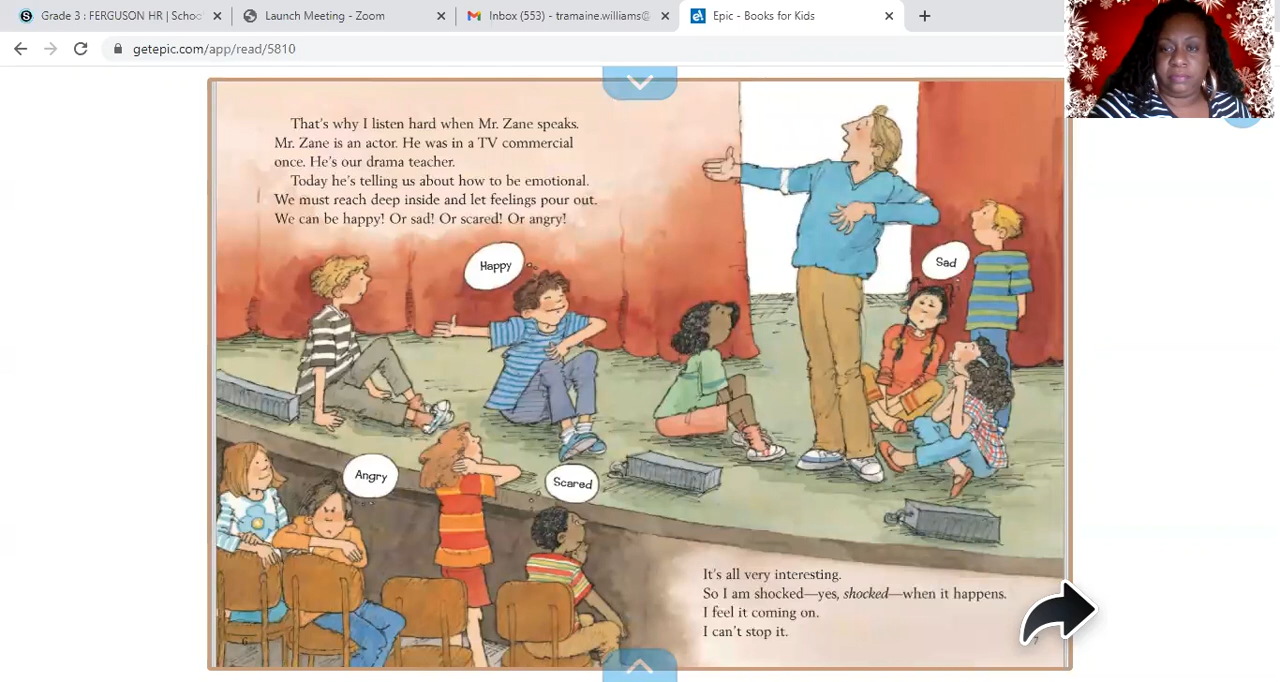 Grade 3 : FERGUSON HR | Schoo
Launch Meeting - Zoom
Inbox (553) - tramaine.williams@
Epic - Books for Kids
getepic.com/app/read/5810
That's why I listen hard when Mr. Zane speaks.
Mr. Zane is an actor. He was in a TV commercial
once. He's our drama teacher.
Today he's telling us about how to be emotional.
We must reach deep inside and let feelings pour out.
We can be happy! Or sad! Or scared! Or angry!
Happy
Sad
Angry
Scared
It's all very interesting.
So I am shocked—yes, shocked—when it happens.
I feel it coming on.
I can't stop it.
6
7